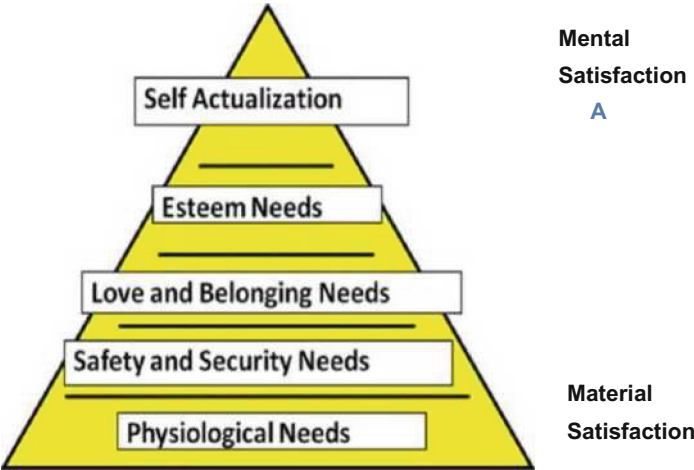 Mental
Satisfaction
A
Self Actualization
Esteem Needs
Love and Belonging Needs
Safety and Security Needs
Physiological Needs
Material
Satisfaction